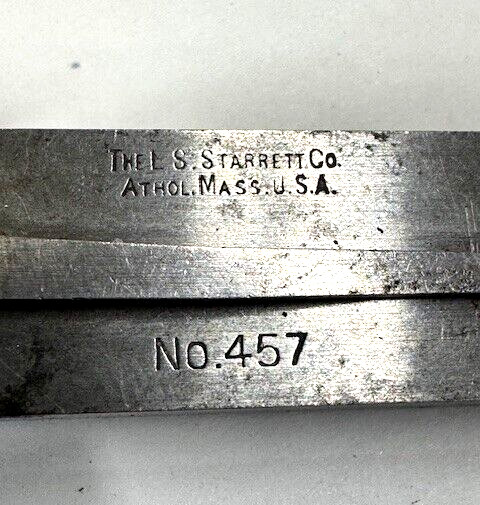 THE L. S. STARRETT CO.
ATHOL. MASS. U.S.A.
NO. 457